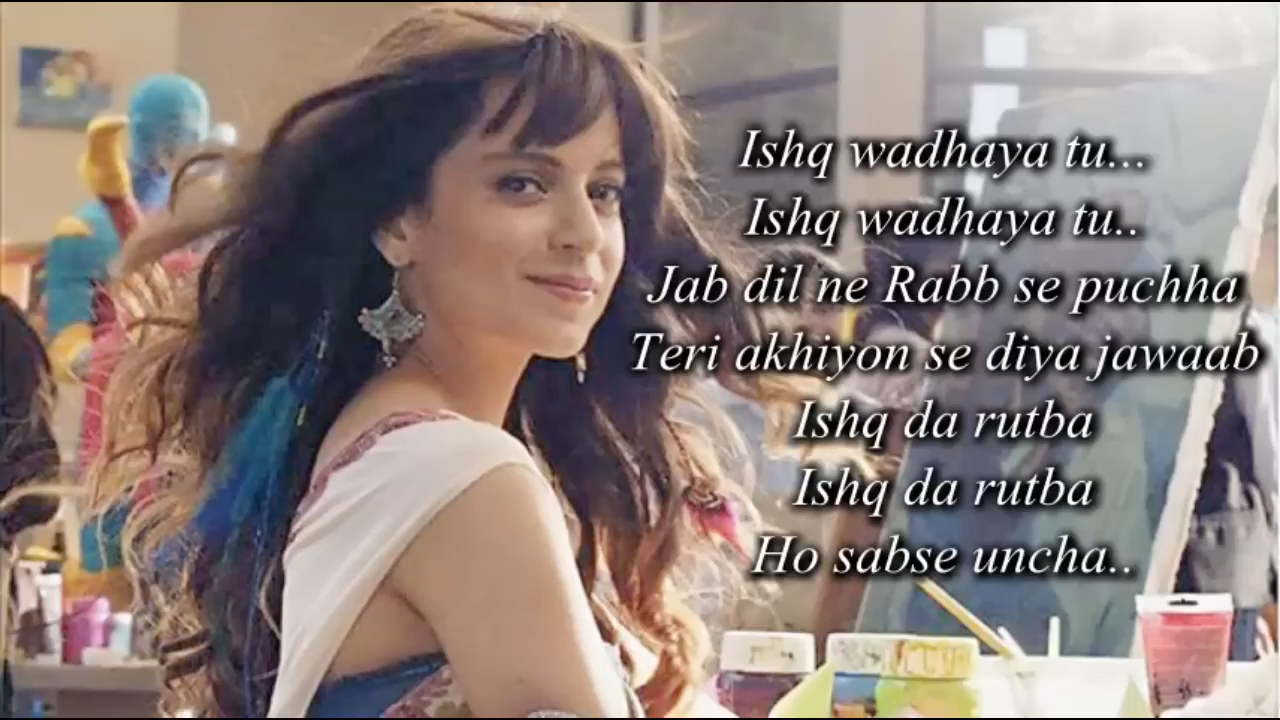 Ishq wadhaya tu...
Ishq wadhaya tu..
Jab dil ne Rabb se puchha
Teri akhiyon se diya jawaab
Ishq da rutba
Ishq da rutba
Ho sabse uncha..